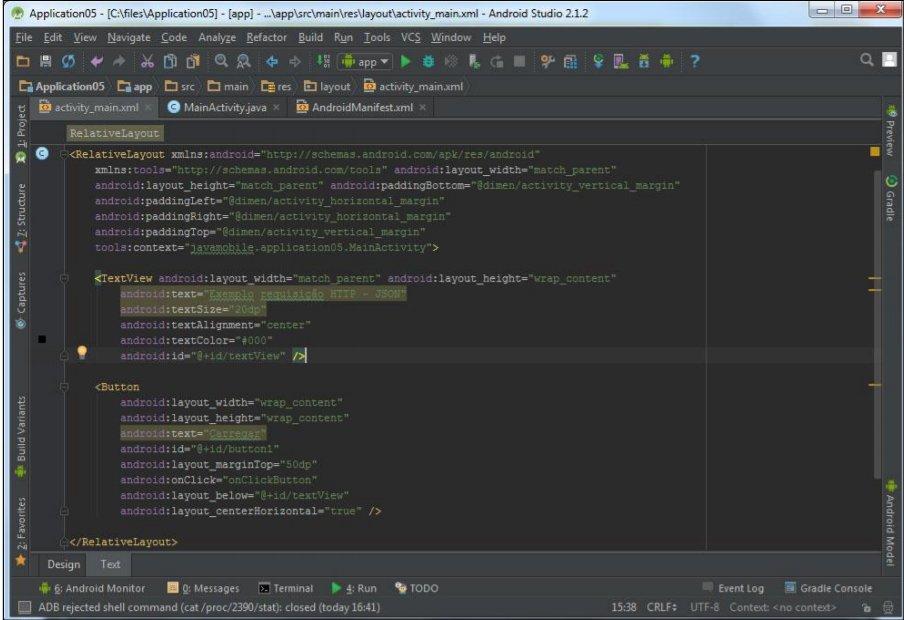 Application05 - [C:\files\Application05] - [app] - ...\app\src\main\res\layout\activity_main.xml - Android Studio 2.1.2
File Edit View Navigate Code Analyze Refactor Build Run Tools VCS Window Help
app
Application05 app src main res layout activity_main.xml
activity_main.xml MainActivity.java AndroidManifest.xml
RelativeLayout
<RelativeLayout xmlns:android="http://schemas.android.com/apk/res/android"
xmlns:tools="http://schemas.android.com/tools" android:layout_width="match_parent"
android:layout_height="match_parent" android:paddingBottom="@dimen/activity_vertical_margin"
android:paddingLeft="@dimen/activity_horizontal_margin"
android:paddingRight="@dimen/activity_horizontal_margin"
android:paddingTop="@dimen/activity_vertical_margin"
tools:context="javamobile.application05.MainActivity">
<TextView android:layout_width="match_parent" android:layout_height="wrap_content"
android:text="Exemplo requisição HTTP - JSON"
android:textSize="20dp"
android:textAlignment="center"
android:textColor="#000"
android:id="@+id/textView" />
<Button
android:layout_width="wrap_content"
android:layout_height="wrap_content"
android:text="Carregar"
android:id="@+id/button1"
android:layout_marginTop="50dp"
android:onClick="onClickButton"
android:layout_below="@+id/textView"
android:layout_centerHorizontal="true" />
</RelativeLayout>
Design Text
1: Project
7: Structure
Captures
Build Variants
2: Favorites
Preview
Gradle
Android Model
6: Android Monitor 0: Messages Terminal 4: Run TODO Event Log Gradle Console
ADB rejected shell command (cat /proc/2390/stat): closed (today 16:41) 15:38 CRLF UTF-8 Context: <no context>